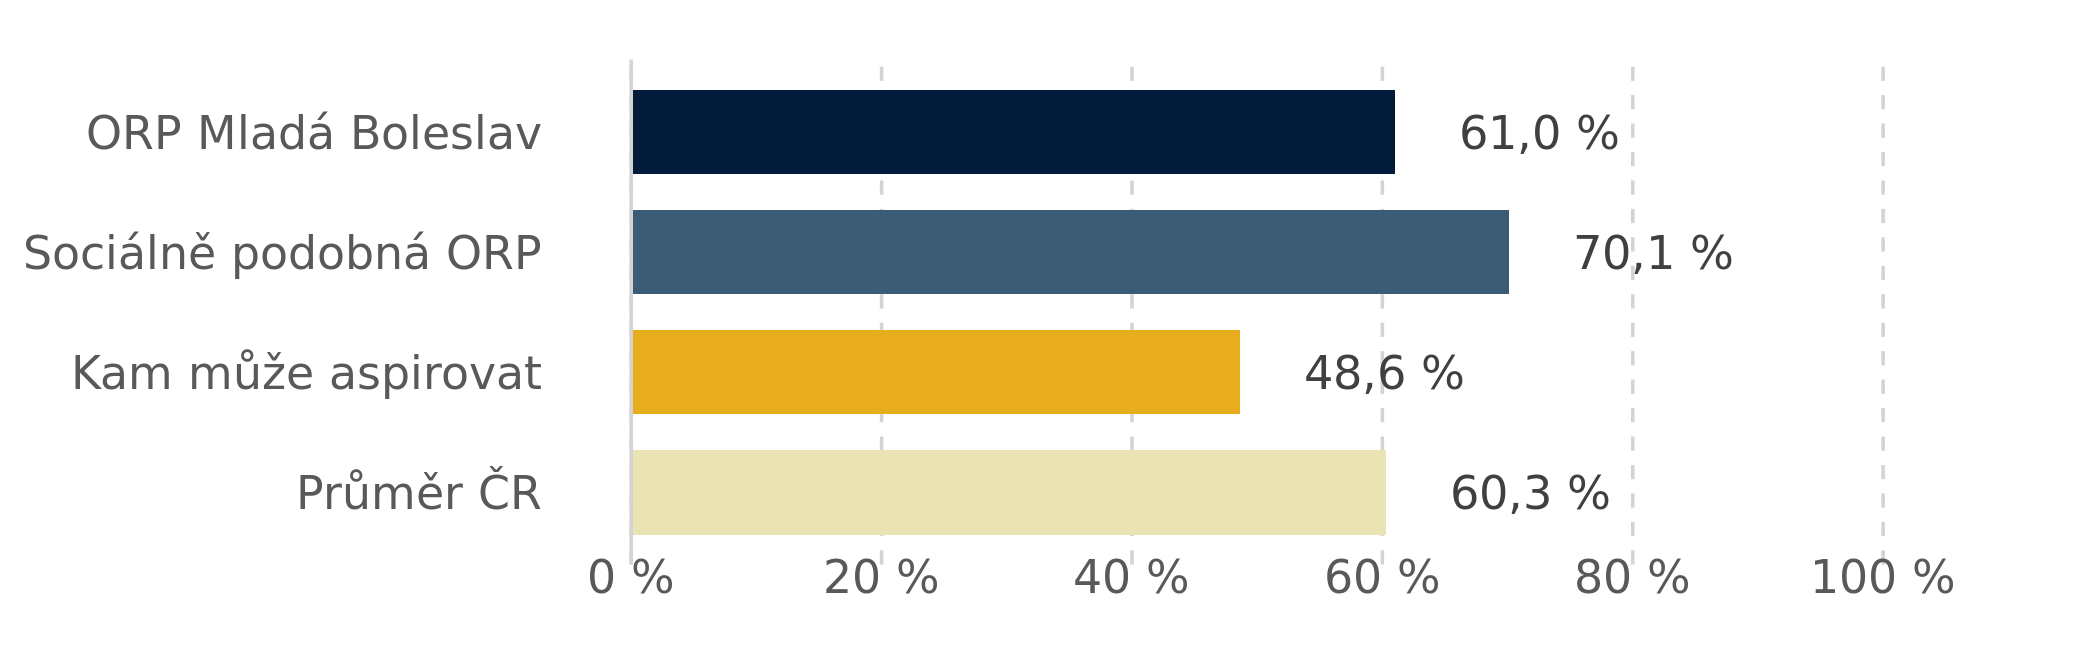 ORP Mladá Boleslav 61,0 %
Sociálně podobná ORP 70,1 %
Kam může aspirovat 48,6 %
Průměr ČR 60,3 %
0 % 20 % 40 % 60 % 80 % 100 %